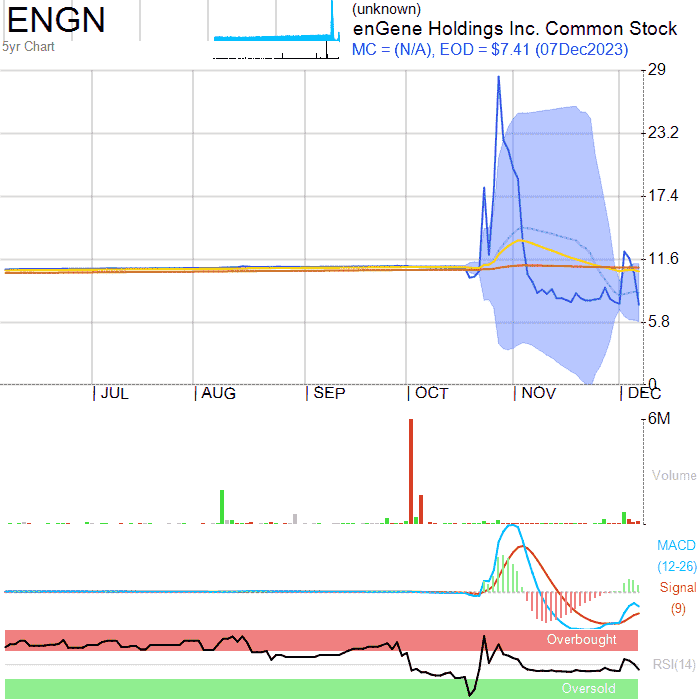 ENGN
5yr Chart
(unknown)
enGene Holdings Inc. Common Stock
MC = (N/A), EOD = $7.41 (07Dec2023)
29
23.2
17.4
11.6
5.8
0
JUL AUG SEP OCT NOV DEC
6M
Volume
MACD
(12-26)
Signal
(9)
Overbought
RSI(14)
Oversold